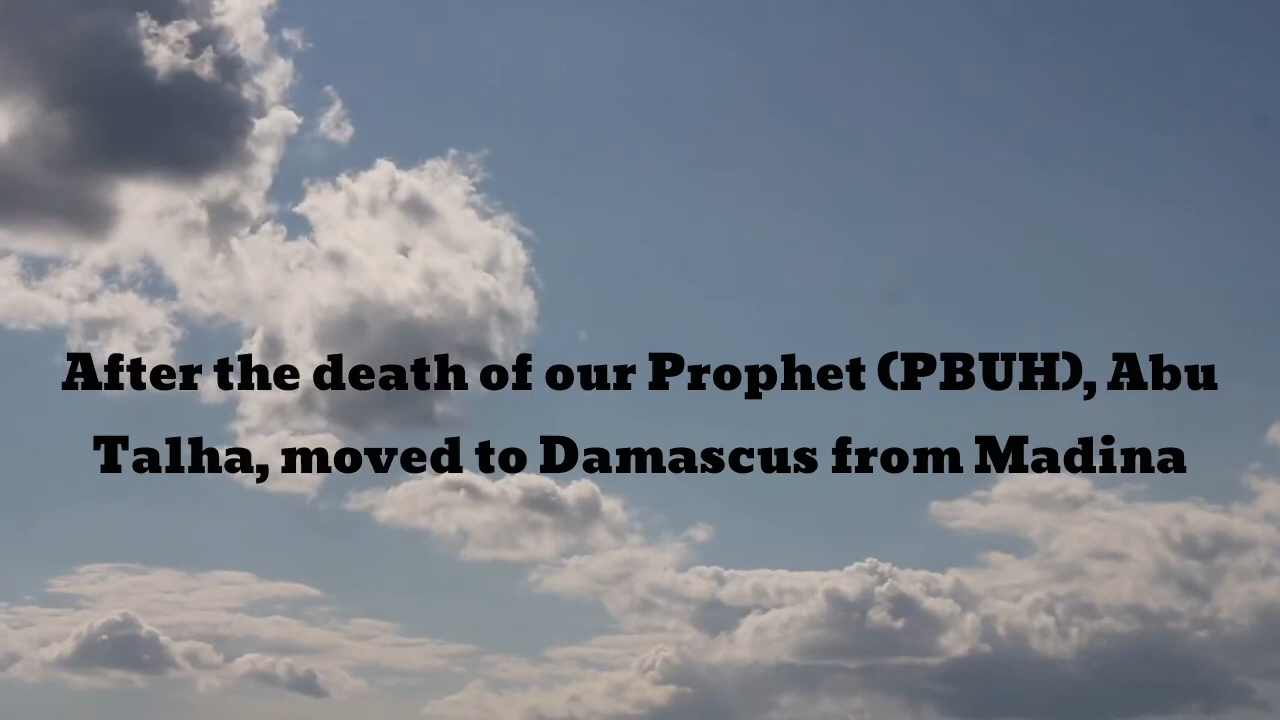 After the death of our Prophet (PBUH), Abu
Talha, moved to Damascus from Madina